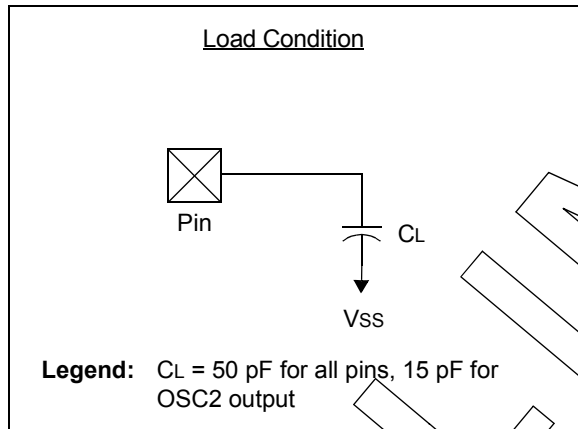 Load Condition
Pin
CL
VSS
Legend: CL = 50 pF for all pins, 15 pF for
OSC2 output